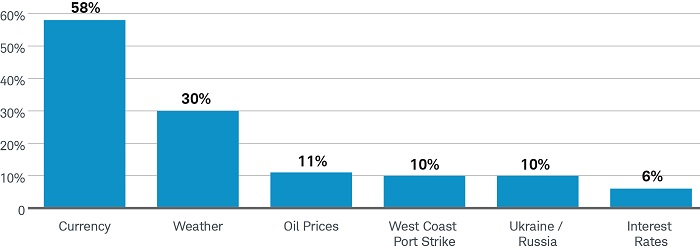 60%
50%
40%
30%
20%
10%
0
58%
30%
11%
10%
10%
6%
Currency
Weather
Oil Prices
West Coast
Port Strike
Ukraine /
Russia
Interest
Rates